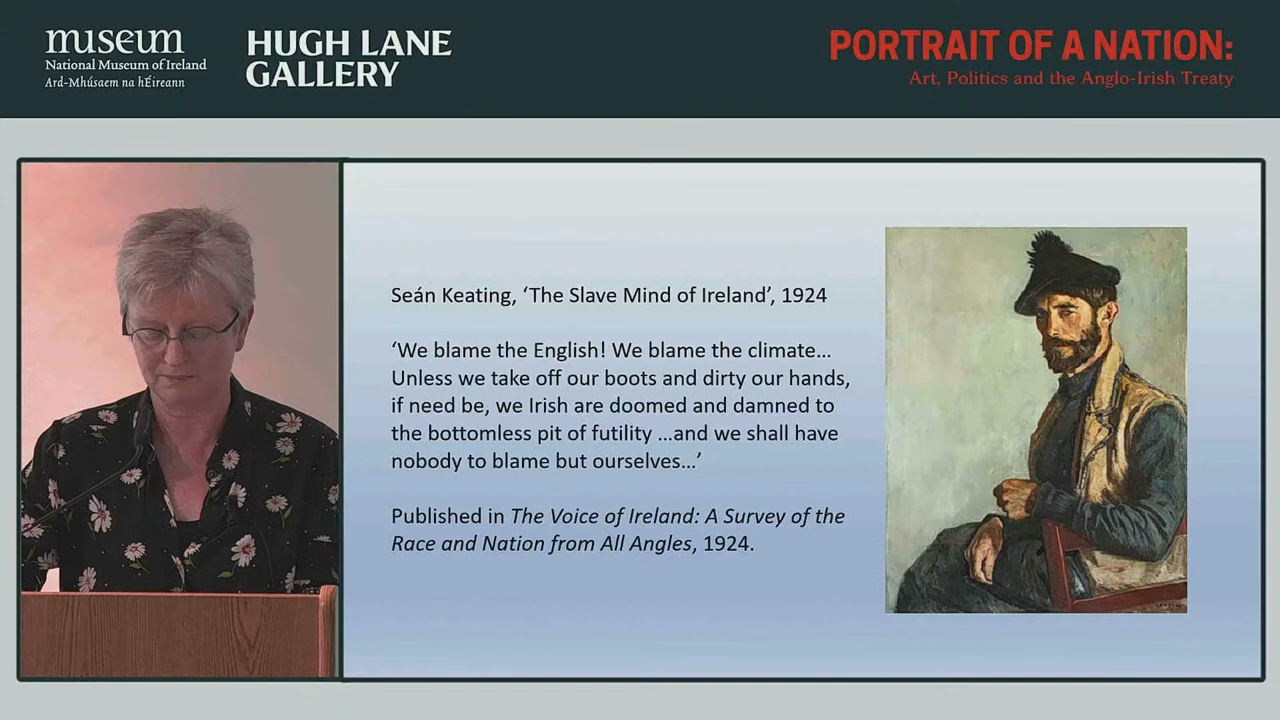 museum
National Museum of Ireland
Ard-Mhúsaem na hÉireann
HUGH LANE
GALLERY
PORTRAIT OF A NATION:
Art, Politics and the Anglo-Irish Treaty
Seán Keating, ‘The Slave Mind of Ireland’, 1924
‘We blame the English! We blame the climate…
Unless we take off our boots and dirty our hands,
if need be, we Irish are doomed and damned to
the bottomless pit of futility …and we shall have
nobody to blame but ourselves…’
Published in The Voice of Ireland: A Survey of the
Race and Nation from All Angles, 1924.